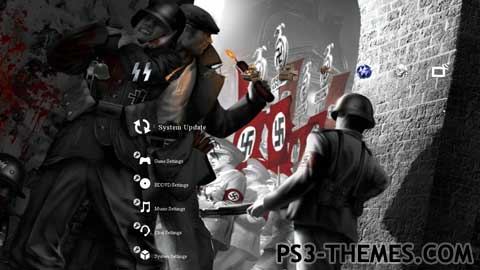 System Update
Game Settings
BD/DVD Settings
Music Settings
Chat Settings
System Settings
PS3-THEMES.COM